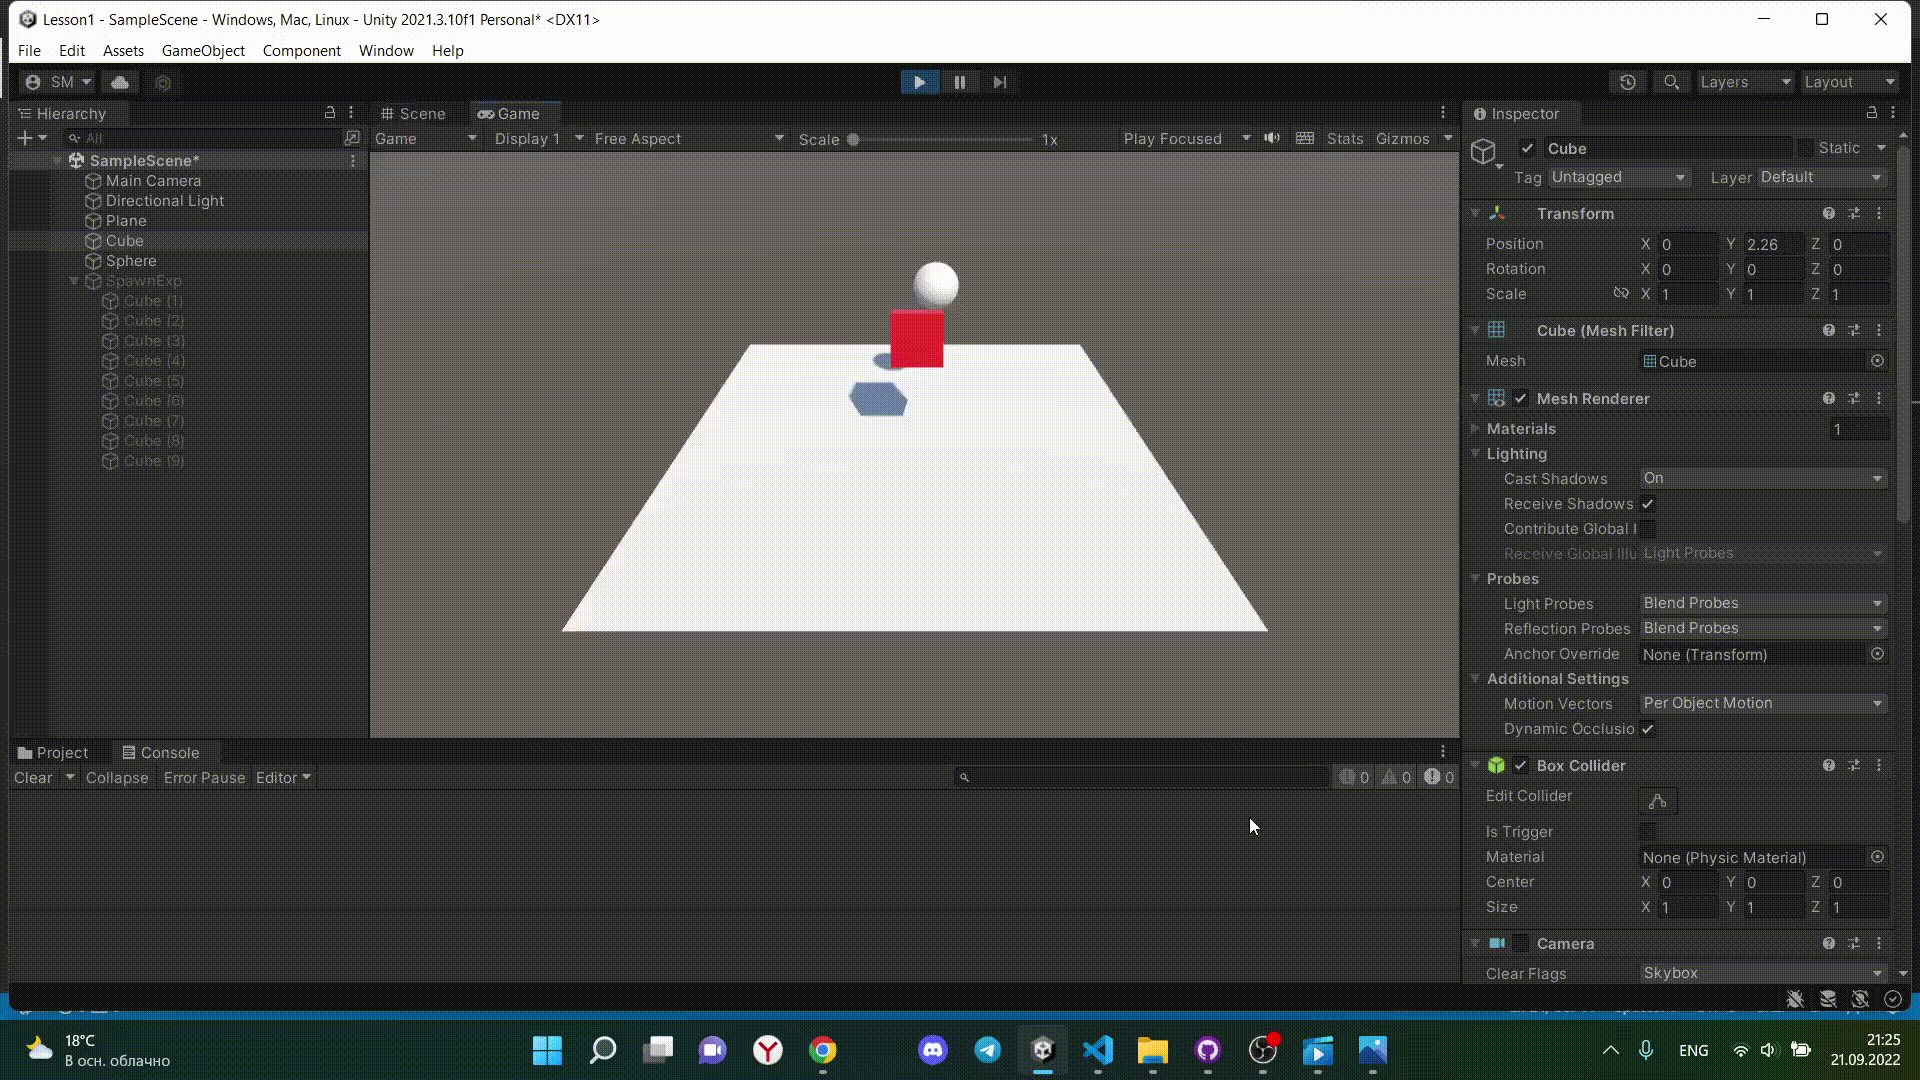 Lesson1 - SampleScene - Windows, Mac, Linux - Unity 2021.3.10f1 Personal* <DX11>
File Edit Assets GameObject Component Window Help
SM Layers Layout
Hierarchy
All
SampleScene*
Main Camera
Directional Light
Plane
Cube
Sphere
SpawnExp
Cube (1)
Cube (2)
Cube (3)
Cube (4)
Cube (5)
Cube (6)
Cube (7)
Cube (8)
Cube (9)
Scene Game
Game Display 1 Free Aspect Scale 1x Play Focused Stats Gizmos
Project Console
Clear Collapse Error Pause Editor 0 0 0
Inspector
Cube Static
Tag Untagged Layer Default
Transform
Position X 0 Y 2.26 Z 0
Rotation X 0 Y 0 Z 0
Scale X 1 Y 1 Z 1
Cube (Mesh Filter)
Mesh Cube
Mesh Renderer
Materials 1
Lighting
Cast Shadows On
Receive Shadows
Contribute Global I
Receive Global Illu Light Probes
Probes
Light Probes Blend Probes
Reflection Probes Blend Probes
Anchor Override None (Transform)
Additional Settings
Motion Vectors Per Object Motion
Dynamic Occlusio
Box Collider
Edit Collider
Is Trigger
Material None (Physic Material)
Center X 0 Y 0 Z 0
Size X 1 Y 1 Z 1
Camera
Clear Flags Skybox
18°C
В осн. облачно
ENG
21:25
21.09.2022